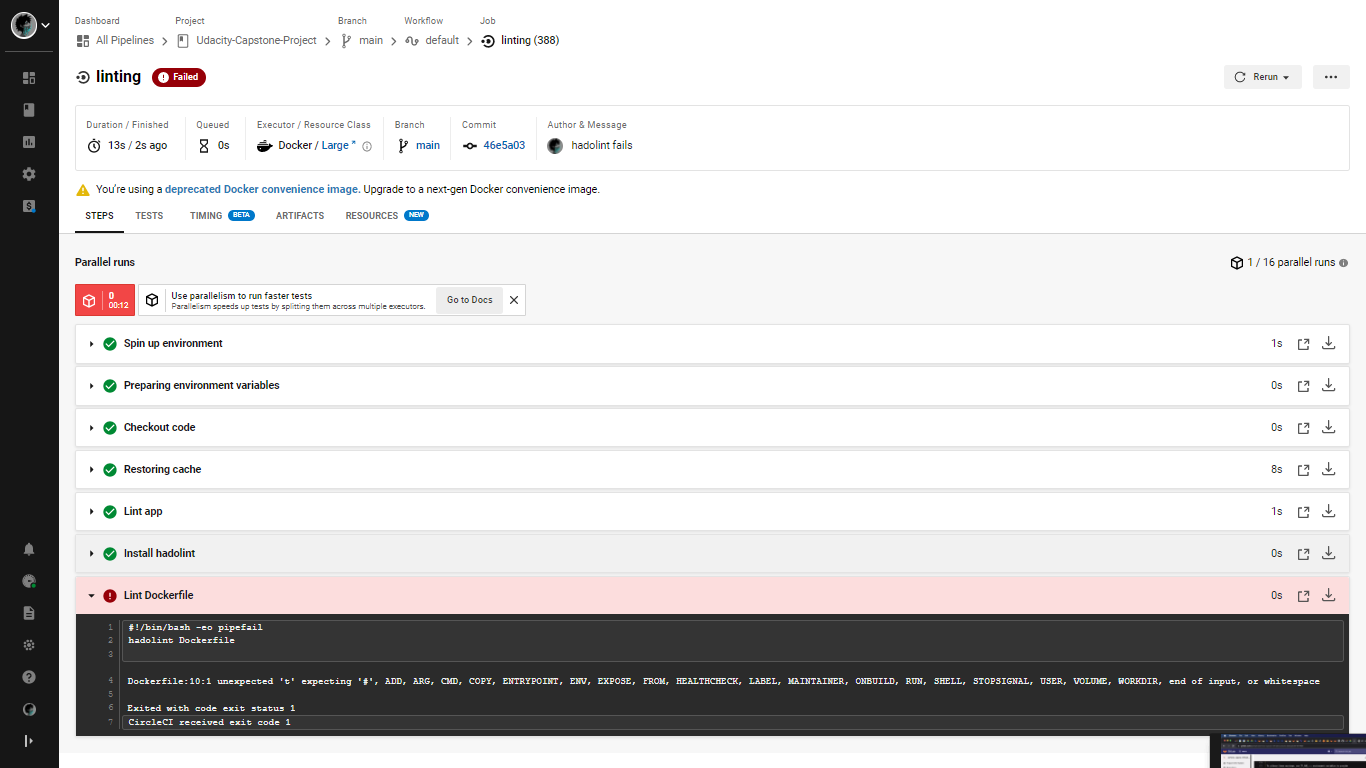 Dashboard Project Branch Workflow Job
All Pipelines Udacity-Capstone-Project main default linting (388)
linting Failed Rerun
Duration / Finished Queued Executor / Resource Class Branch Commit Author & Message
13s / 2s ago 0s Docker / Large * main 46e5a03 hadolint fails
You're using a deprecated Docker convenience image. Upgrade to a next-gen Docker convenience image.
STEPS TESTS TIMING BETA ARTIFACTS RESOURCES NEW
Parallel runs 1 / 16 parallel runs
0
00:12
Use parallelism to run faster tests
Parallelism speeds up tests by splitting them across multiple executors.
Go to Docs
Spin up environment 1s
Preparing environment variables 0s
Checkout code 0s
Restoring cache 8s
Lint app 1s
Install hadolint 0s
Lint Dockerfile 0s
1 #!/bin/bash -eo pipefail
2 hadolint Dockerfile
3
4 Dockerfile:10:1 unexpected 't' expecting '#', ADD, ARG, CMD, COPY, ENTRYPOINT, ENV, EXPOSE, FROM, HEALTHCHECK, LABEL, MAINTAINER, ONBUILD, RUN, SHELL, STOPSIGNAL, USER, VOLUME, WORKDIR, end of input, or whitespace
5
6 Exited with code exit status 1
7 CircleCI received exit code 1